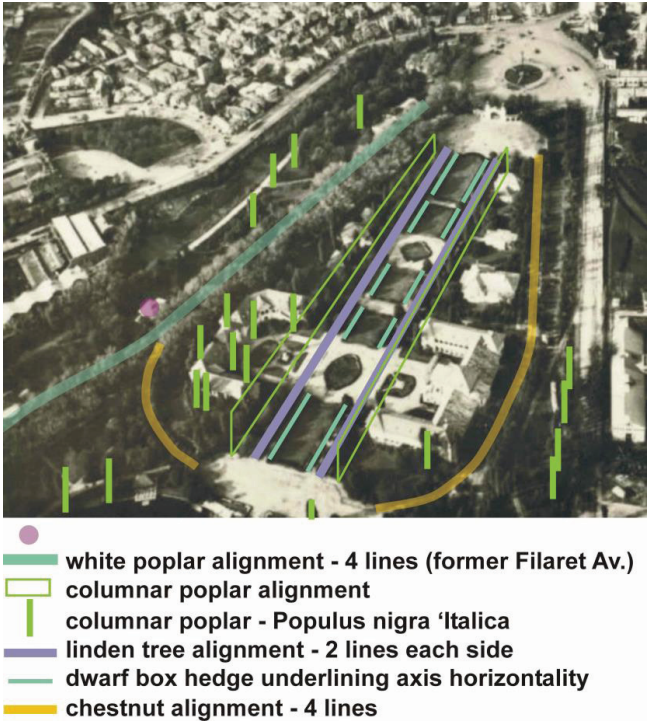 white poplar alignment - 4 lines (former Filaret Av.)
columnar poplar alignment
columnar poplar - Populus nigra ‘Italica
linden tree alignment - 2 lines each side
dwarf box hedge underlining axis horizontality
chestnut alignment - 4 lines